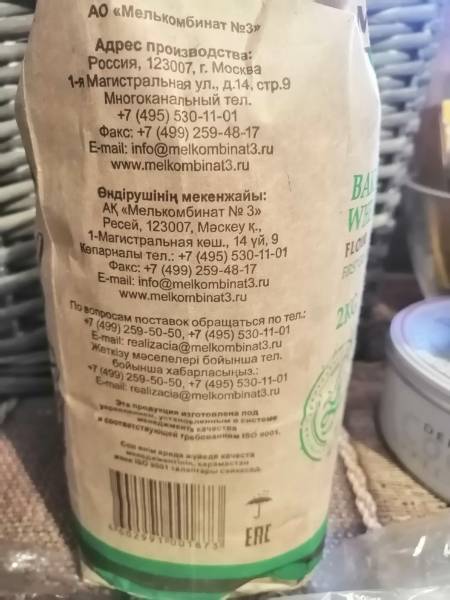 АО «Мелькомбинат №3»
Адрес производства:
Россия, 123007, г. Москва
1-я Магистральная ул., д.14, стр.9
Многоканальный тел.
+7 (495) 530-11-01
Факс: +7 (499) 259-48-17
E-mail: info@melkombinat3.ru
www.melkombinat3.ru
Өндірушінің мекенжайы:
АҚ «Мелькомбинат № 3»
Ресей, 123007, Мәскеу қ.,
1-Магистральная көш., 14 үй, 9
Көпарналы тел.: +7 (495) 530-11-01
Факс: +7 (499) 259-48-17
E-mail: info@melkombinat3.ru
www.melkombinat3.ru
По вопросам поставок обращаться по тел.:
+7 (499) 259-50-50, +7 (495) 530-11-01
E-mail: realizacia@melkombinat3.ru
Жеткізу мәселелері бойынша тел.
бойынша хабарласыңыз.:
+7 (499) 259-50-50, +7 (495) 530-11-01
E-mail: realizacia@melkombinat3.ru
Эта продукция изготовлена под
управлением, установленным в системе
менеджмента качества
и соответствующей требованиям ISO 9001.
ISO 9001
EAC
2KG